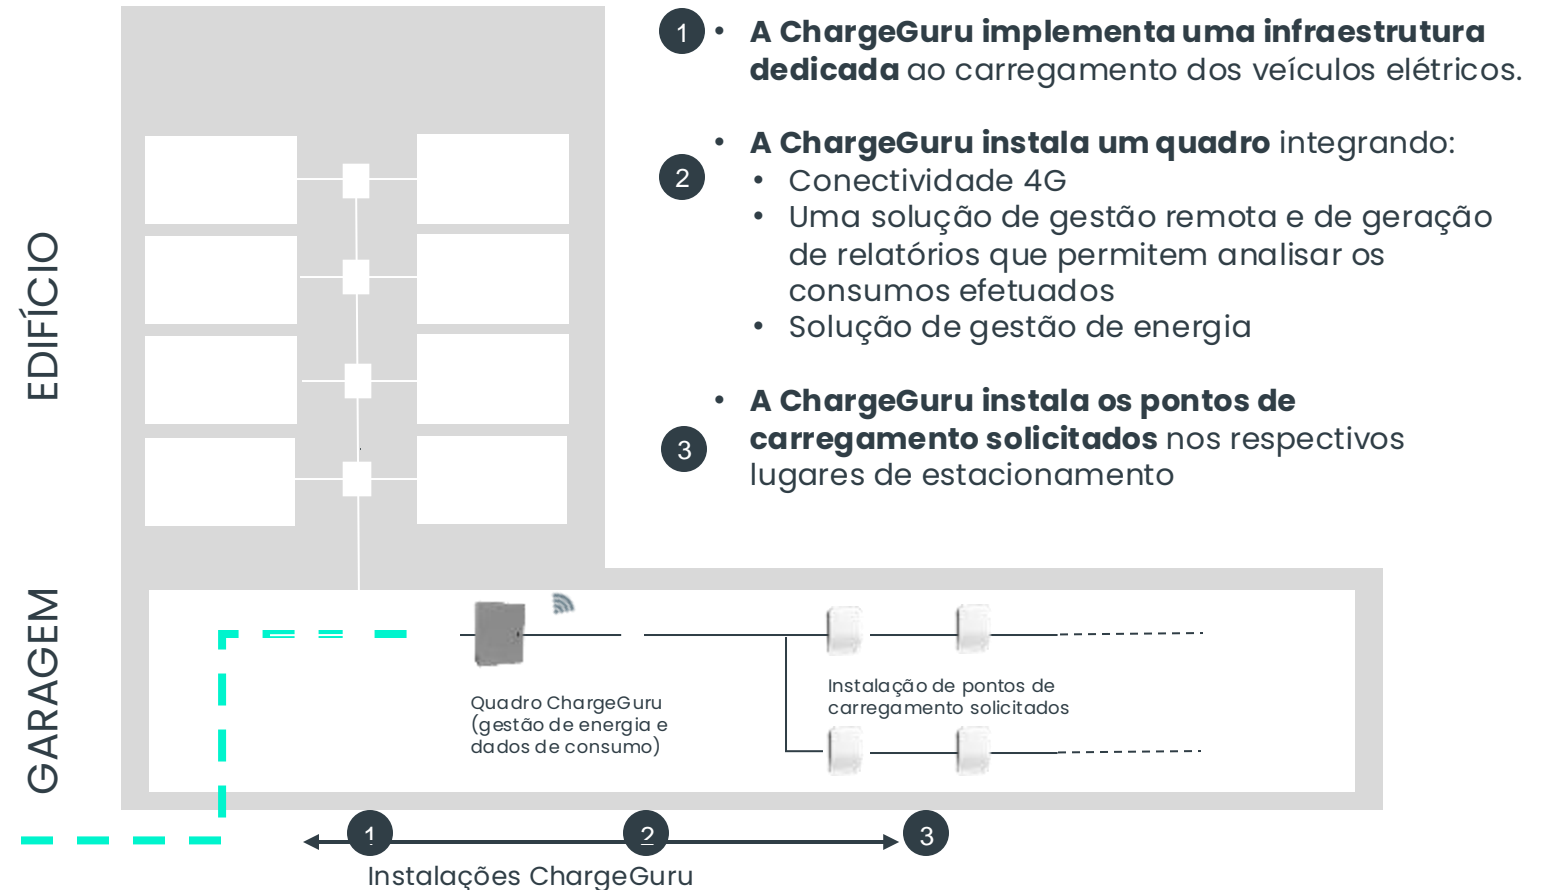 1
• A ChargeGuru implementa uma infraestrutura
dedicada ao carregamento dos veículos elétricos.
2
• A ChargeGuru instala um quadro integrando:
• Conectividade 4G
• Uma solução de gestão remota e de geração
de relatórios que permitem analisar os
consumos efetuados
• Solução de gestão de energia
3
• A ChargeGuru instala os pontos de
carregamento solicitados nos respectivos
lugares de estacionamento
EDIFÍCIO
GARAGEM
Quadro ChargeGuru
(gestão de energia e
dados de consumo)
Instalação de pontos de
carregamento solicitados
1
2
3
Instalações ChargeGuru